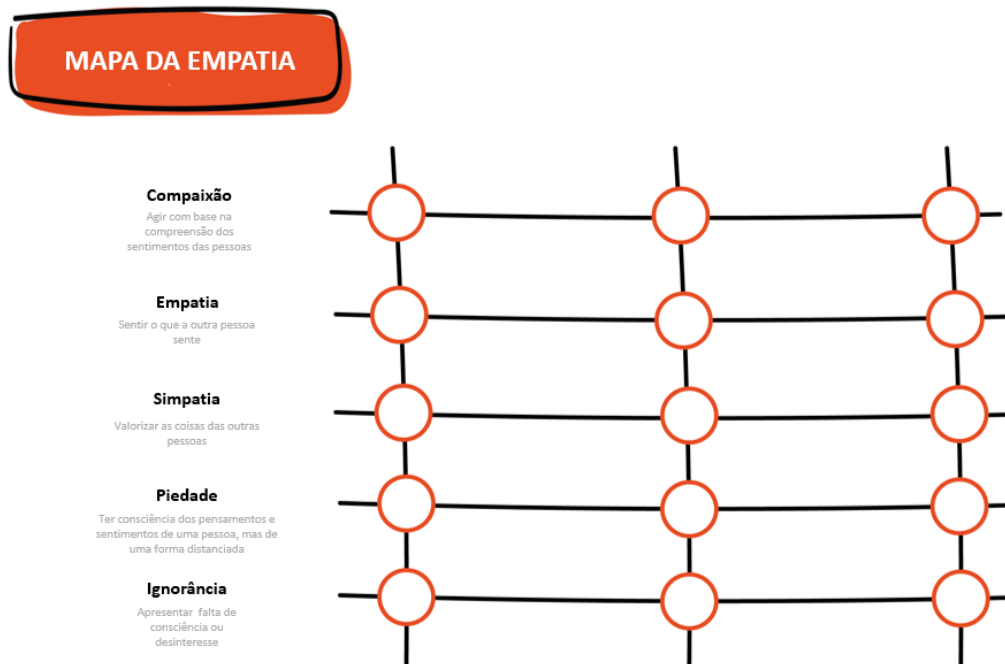 MAPA DA EMPATIA
Compaixão
Agir com base na
compreensão dos
sentimentos das pessoas
Empatia
Sentir o que a outra pessoa
sente
Simpatia
Valorizar as coisas das outras
pessoas
Piedade
Ter consciência dos pensamentos e
sentimentos de uma pessoa, mas de
uma forma distanciada
Ignorância
Apresentar falta de
consciência ou
desinteresse